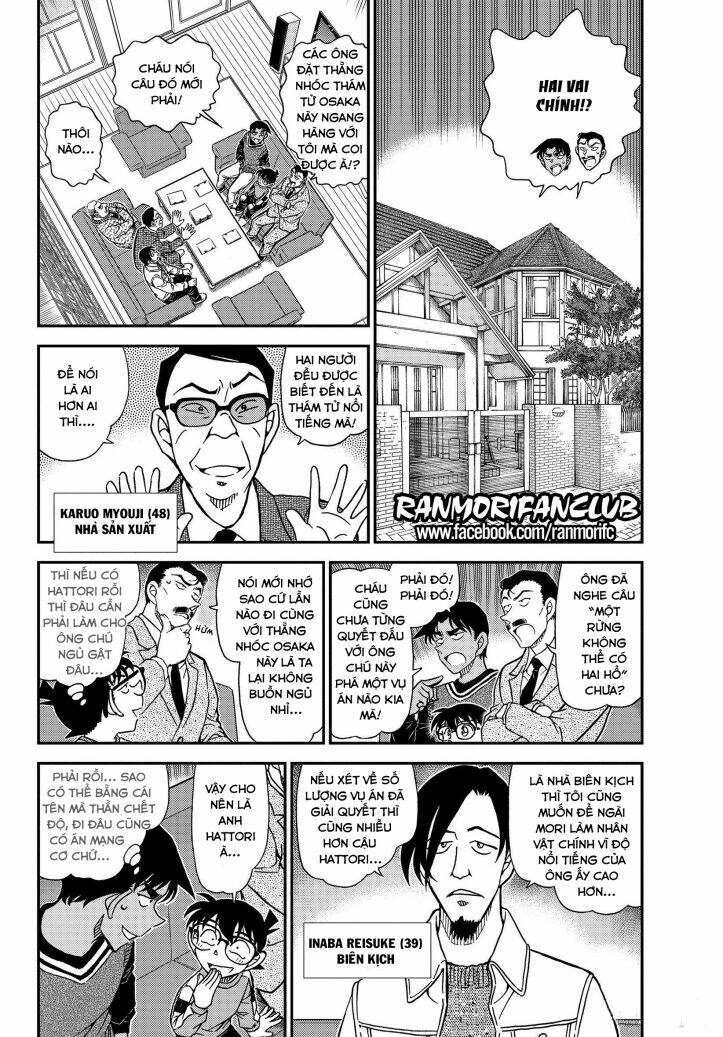 HAI VAI
CHÍNH!?
CÁC ÔNG
ĐẶT THẰNG
NHÓC THÁM
TỬ OSAKA
NÀY NGANG
HÀNG VỚI
TÔI MÀ COI
ĐƯỢC À!?
CHÁU NÓI
CÂU ĐÓ MỚI
PHẢI!
THÔI
NÀO...
RANMORIFANCLUB
www.facebook.com/ranmorifc
HAI NGƯỜI
ĐỀU ĐƯỢC
BIẾT ĐẾN LÀ
THÁM TỬ NỔI
TIẾNG MÀ!
ĐỂ NÓI
LÀ AI
HƠN AI
THÌ....
KARUO MYOUJI (48)
NHÀ SẢN XUẤT
ÔNG ĐÃ
NGHE CÂU
"MỘT
RỪNG
KHÔNG
THỂ CÓ
HAI HỔ"
CHƯA?
PHẢI ĐÓ!
PHẢI ĐÓ!
CHÁU
CŨNG
CHƯA TỪNG
QUYẾT ĐẤU
VỚI ÔNG
CHÚ NÀY
PHÁ MỘT VỤ
ÁN NÀO KIA
MÀ!
NÓI MỚI NHỚ
SAO CỨ LẦN
NÀO ĐI CÙNG
VỚI THẰNG
NHÓC OSAKA
NÀY LÀ TA
LẠI KHÔNG
BUỒN NGỦ
NHỈ...
HỪM
THÌ NẾU CÓ
HATTORI RỒI
THÌ ĐÂU CẦN
PHẢI LÀM CHO
ÔNG CHÚ
NGỦ GẬT
ĐÂU...
LÀ NHÀ BIÊN KỊCH
THÌ TÔI CŨNG
MUỐN ĐỂ NGÀI
MORI LÀM NHÂN
VẬT CHÍNH VÌ ĐỘ
NỔI TIẾNG CỦA
ÔNG ẤY CAO
HƠN...
NẾU XÉT VỀ SỐ
LƯỢNG VỤ ÁN ĐÃ
GIẢI QUYẾT THÌ
CŨNG NHIỀU
HƠN CẬU
HATTORI...
INABA REISUKE (39)
BIÊN KỊCH
VẬY CHO
NÊN LÀ
ANH
HATTORI
À...
PHẢI RỒI... SAO
CÓ THỂ BẰNG CÁI
TÊN MÀ THẦN CHẾT
ĐỘ, ĐI ĐÂU CŨNG
CÓ ÁN MẠNG
CƠ CHỨ...